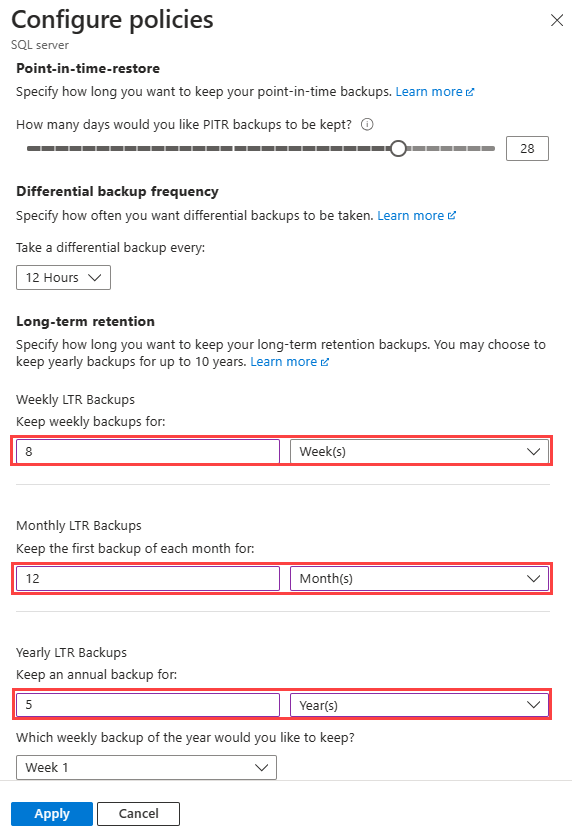 Configure policies
SQL server
Point-in-time-restore
Specify how long you want to keep your point-in-time backups. Learn more
How many days would you like PITR backups to be kept?
28
Differential backup frequency
Specify how often you want differential backups to be taken. Learn more
Take a differential backup every:
12 Hours
Long-term retention
Specify how long you want to keep your long-term retention backups. You may choose to
keep yearly backups for up to 10 years. Learn more
Weekly LTR Backups
Keep weekly backups for:
8 Week(s)
Monthly LTR Backups
Keep the first backup of each month for:
12 Month(s)
Yearly LTR Backups
Keep an annual backup for:
5 Year(s)
Which weekly backup of the year would you like to keep?
Week 1
Apply Cancel